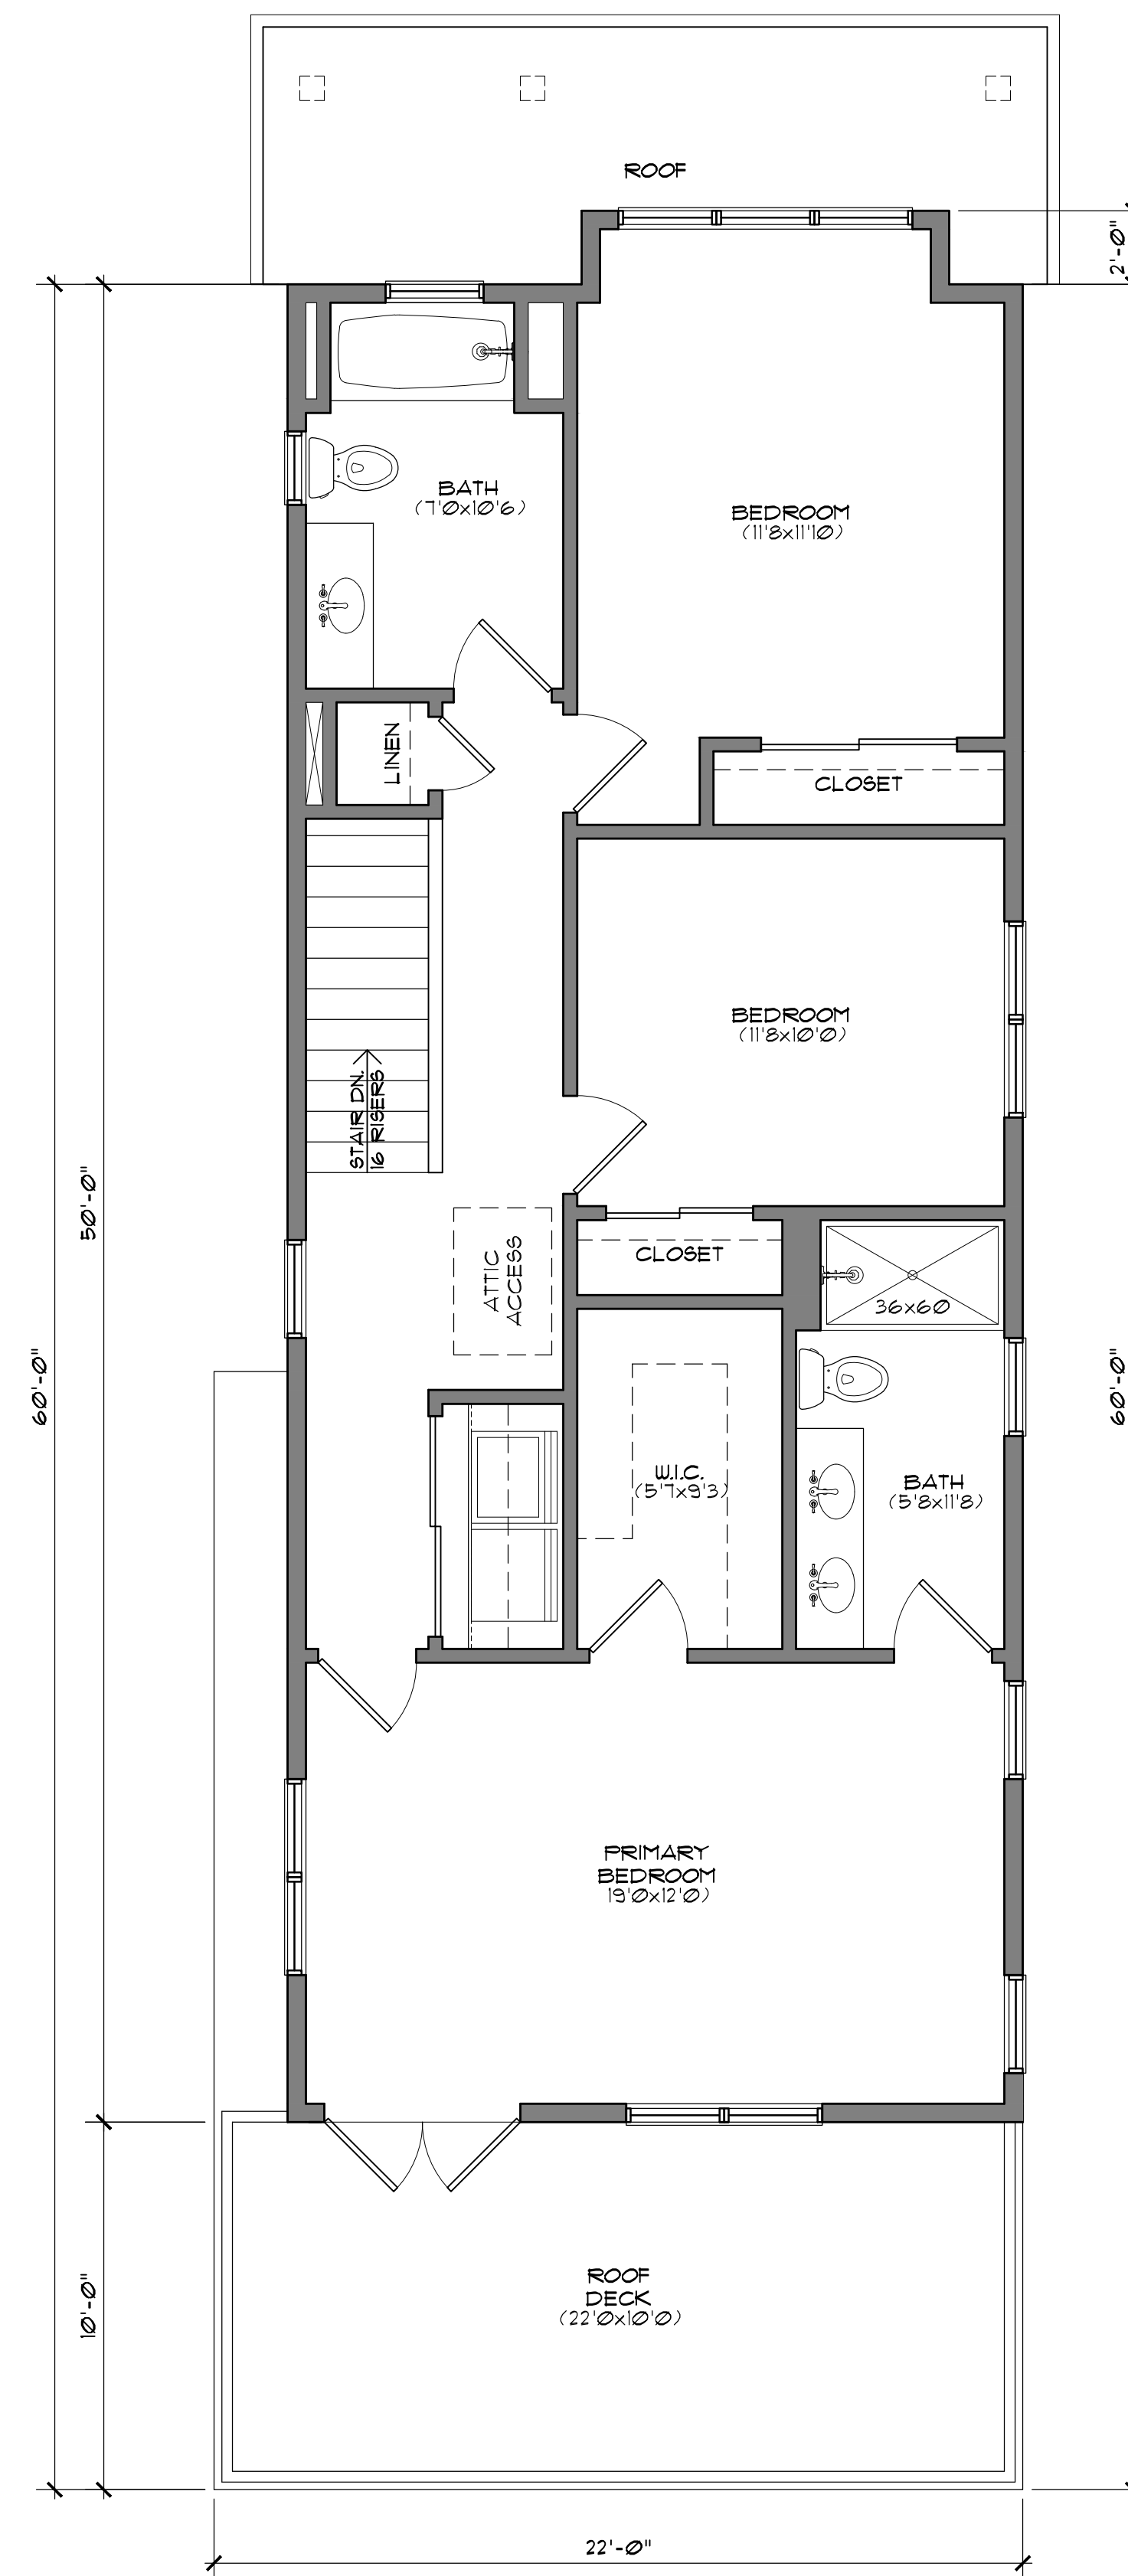 ROOF
2'-0"
BATH
(7'0x10'6)
BEDROOM
(11'8x11'10)
LINEN
CLOSET
BEDROOM
(11'8x10'0)
STAIR DN.
16 RISERS
50'-0"
ATTIC
ACCESS
CLOSET
36x60
60'-0"
60'-0"
W.I.C.
(5'7x9'3)
BATH
(5'8x11'8)
PRIMARY
BEDROOM
19'0x12'0)
10'-0"
ROOF
DECK
(22'0x10'0)
22'-0"